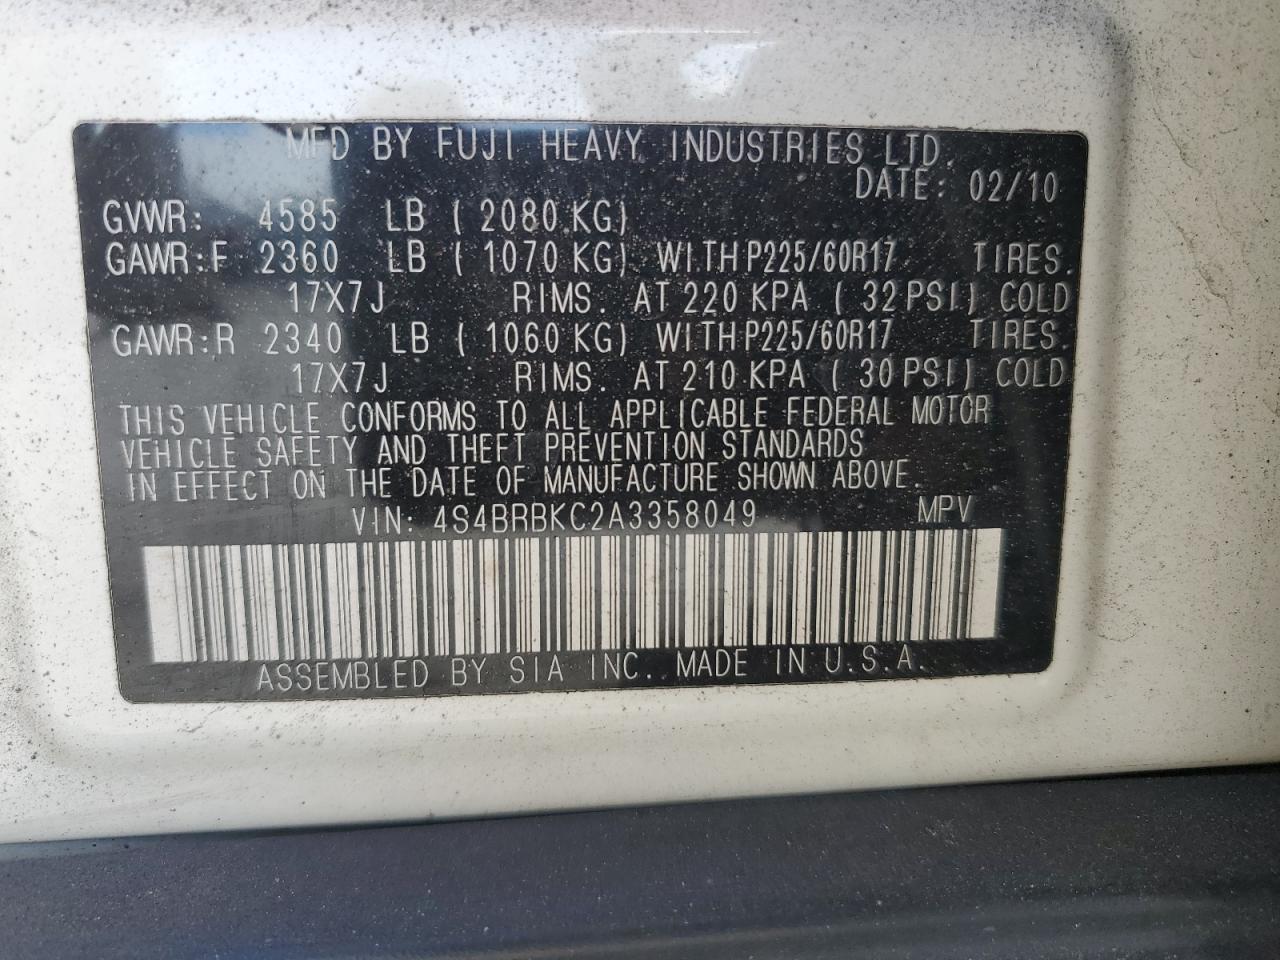 MFD BY FUJI HEAVY INDUSTRIES LTD.
DATE: 02/10
GVWR: 4585 LB ( 2080 KG)
GAWR:F 2360 LB ( 1070 KG) WITH P225/60R17 TIRES.
17X7J RIMS. AT 220 KPA ( 32 PSI) COLD
GAWR:R 2340 LB ( 1060 KG) WITH P225/60R17 TIRES.
17X7J RIMS. AT 210 KPA ( 30 PSI) COLD
THIS VEHICLE CONFORMS TO ALL APPLICABLE FEDERAL MOTOR
VEHICLE SAFETY AND THEFT PREVENTION STANDARDS
IN EFFECT ON THE DATE OF MANUFACTURE SHOWN ABOVE.
VIN: 4S4BRBKC2A3358049 MPV
ASSEMBLED BY SIA INC. MADE IN U.S.A.